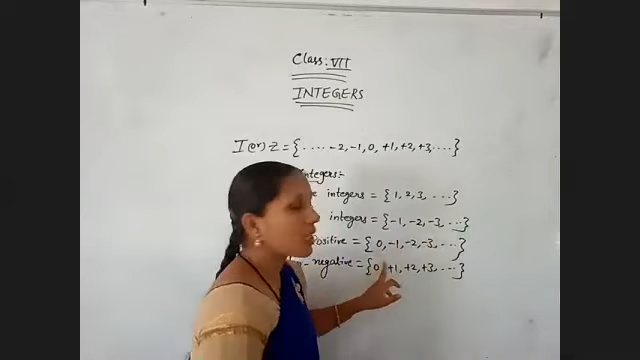 Class: VII
INTEGERS
I (or) Z = {.... -2, -1, 0, +1, +2, +3, ....}
Integers:-
integers = {1, 2, 3, ....}
integers = {-1, -2, -3, ...}
positive = {0, -1, -2, -3, ...}
- negative = {0, +1, +2, +3, ...}